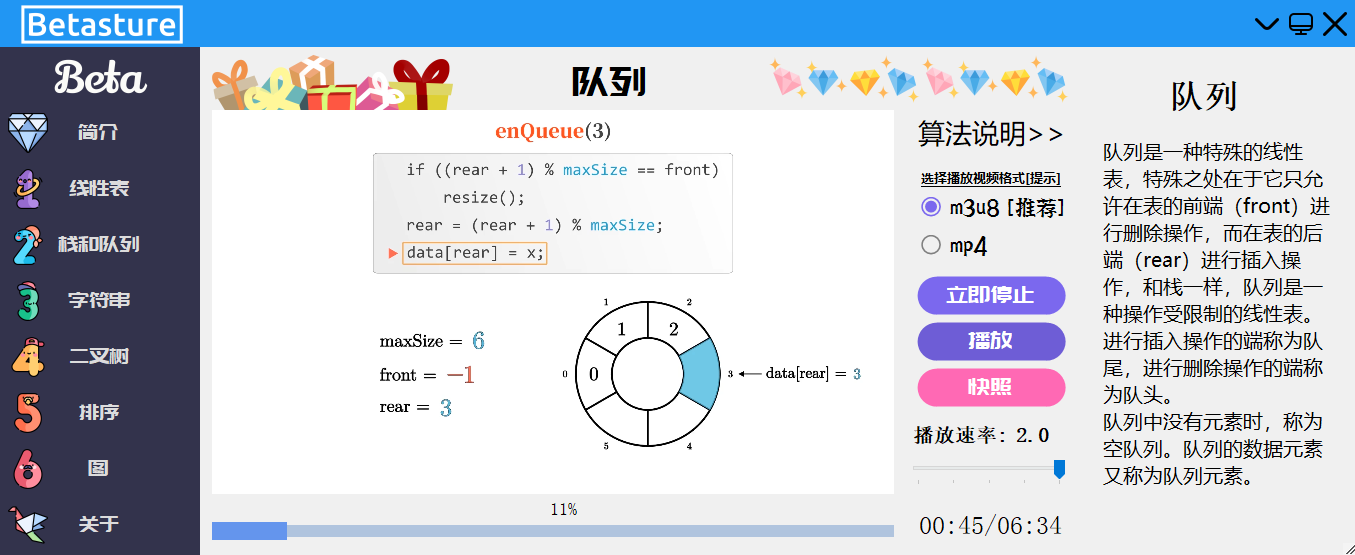 Betasture
Beta
简介
线性表
栈和队列
字符串
二叉树
排序
图
关于
队列
enQueue(3)
if ((rear + 1) % maxSize == front)
resize();
rear = (rear + 1) % maxSize;
data[rear] = x;
maxSize = 6
front = −1
rear = 3
1
2
1
2
0
0
3
data[rear] = 3
5
4
11%
算法说明>>
选择播放视频格式[提示]
m3u8 [推荐]
mp4
立即停止
播放
快照
播放速率: 2.0
00:45/06:34
队列
队列是一种特殊的线性
表，特殊之处在于它只允
许在表的前端（front）进
行删除操作，而在表的后
端（rear）进行插入操
作，和栈一样，队列是一
种操作受限制的线性表。
进行插入操作的端称为队
尾，进行删除操作的端称
为队头。
队列中没有元素时，称为
空队列。队列的数据元素
又称为队列元素。